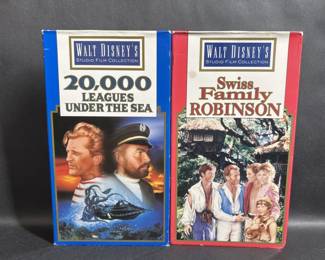 WALT DISNEY'S
STUDIO FILM COLLECTION
20,000
LEAGUES
UNDER THE SEA
WALT DISNEY'S
STUDIO FILM COLLECTION
Swiss
Family
ROBINSON